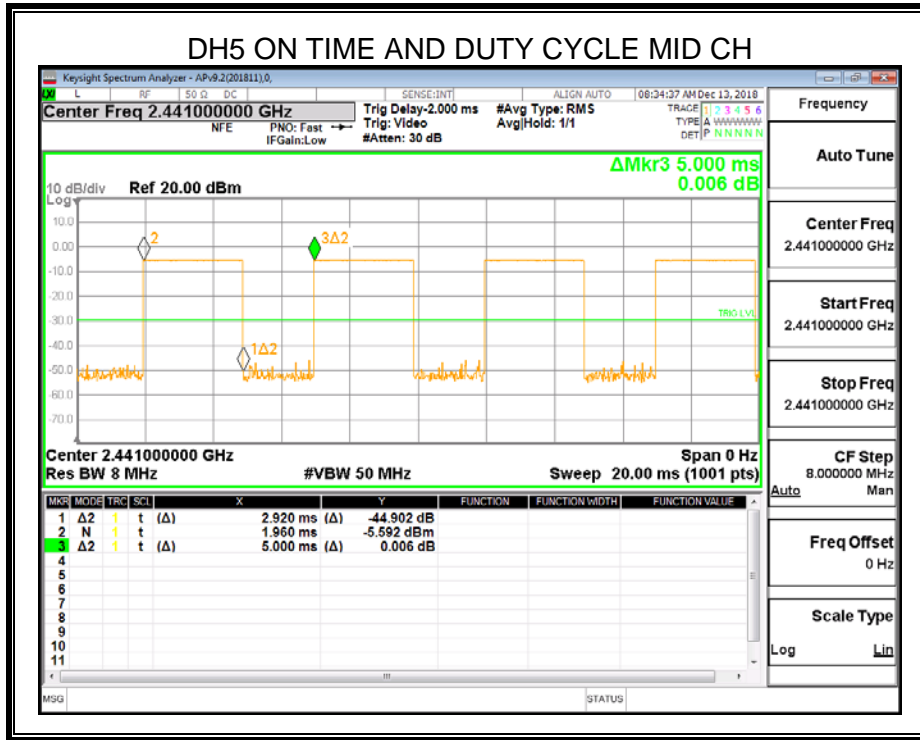 DH5 ON TIME AND DUTY CYCLE MID CH
Keysight Spectrum Analyzer - APv9.2(201811),0,
L RF 50 Ω DC SENSE:INT ALIGN AUTO 08:34:37 AM Dec 13, 2018
Center Freq 2.441000000 GHz
NFE
PNO: Fast
IFGain:Low
Trig Delay-2.000 ms
Trig: Video
#Atten: 30 dB
#Avg Type: RMS
Avg|Hold: 1/1
TRACE 1 2 3 4 5 6
TYPE A WWWWWW
DET P N N N N N
Frequency
Auto Tune
Center Freq
2.441000000 GHz
Start Freq
2.441000000 GHz
Stop Freq
2.441000000 GHz
CF Step
8.000000 MHz
Auto Man
Freq Offset
0 Hz
Scale Type
Log Lin
ΔMkr3 5.000 ms
0.006 dB
10 dB/div Ref 20.00 dBm
Log
10.0
0.00
-10.0
-20.0
-30.0
-40.0
-50.0
-60.0
-70.0
2
3Δ2
1Δ2
TRIG LVL
Center 2.441000000 GHz Span 0 Hz
Res BW 8 MHz #VBW 50 MHz Sweep 20.00 ms (1001 pts)
MKR MODE TRC SCL X Y FUNCTION FUNCTION WIDTH FUNCTION VALUE
1 Δ2 1 t (Δ) 2.920 ms (Δ) -44.902 dB
2 N 1 t 1.960 ms -5.592 dBm
3 Δ2 1 t (Δ) 5.000 ms (Δ) 0.006 dB
4
5
6
7
8
9
10
11
MSG STATUS